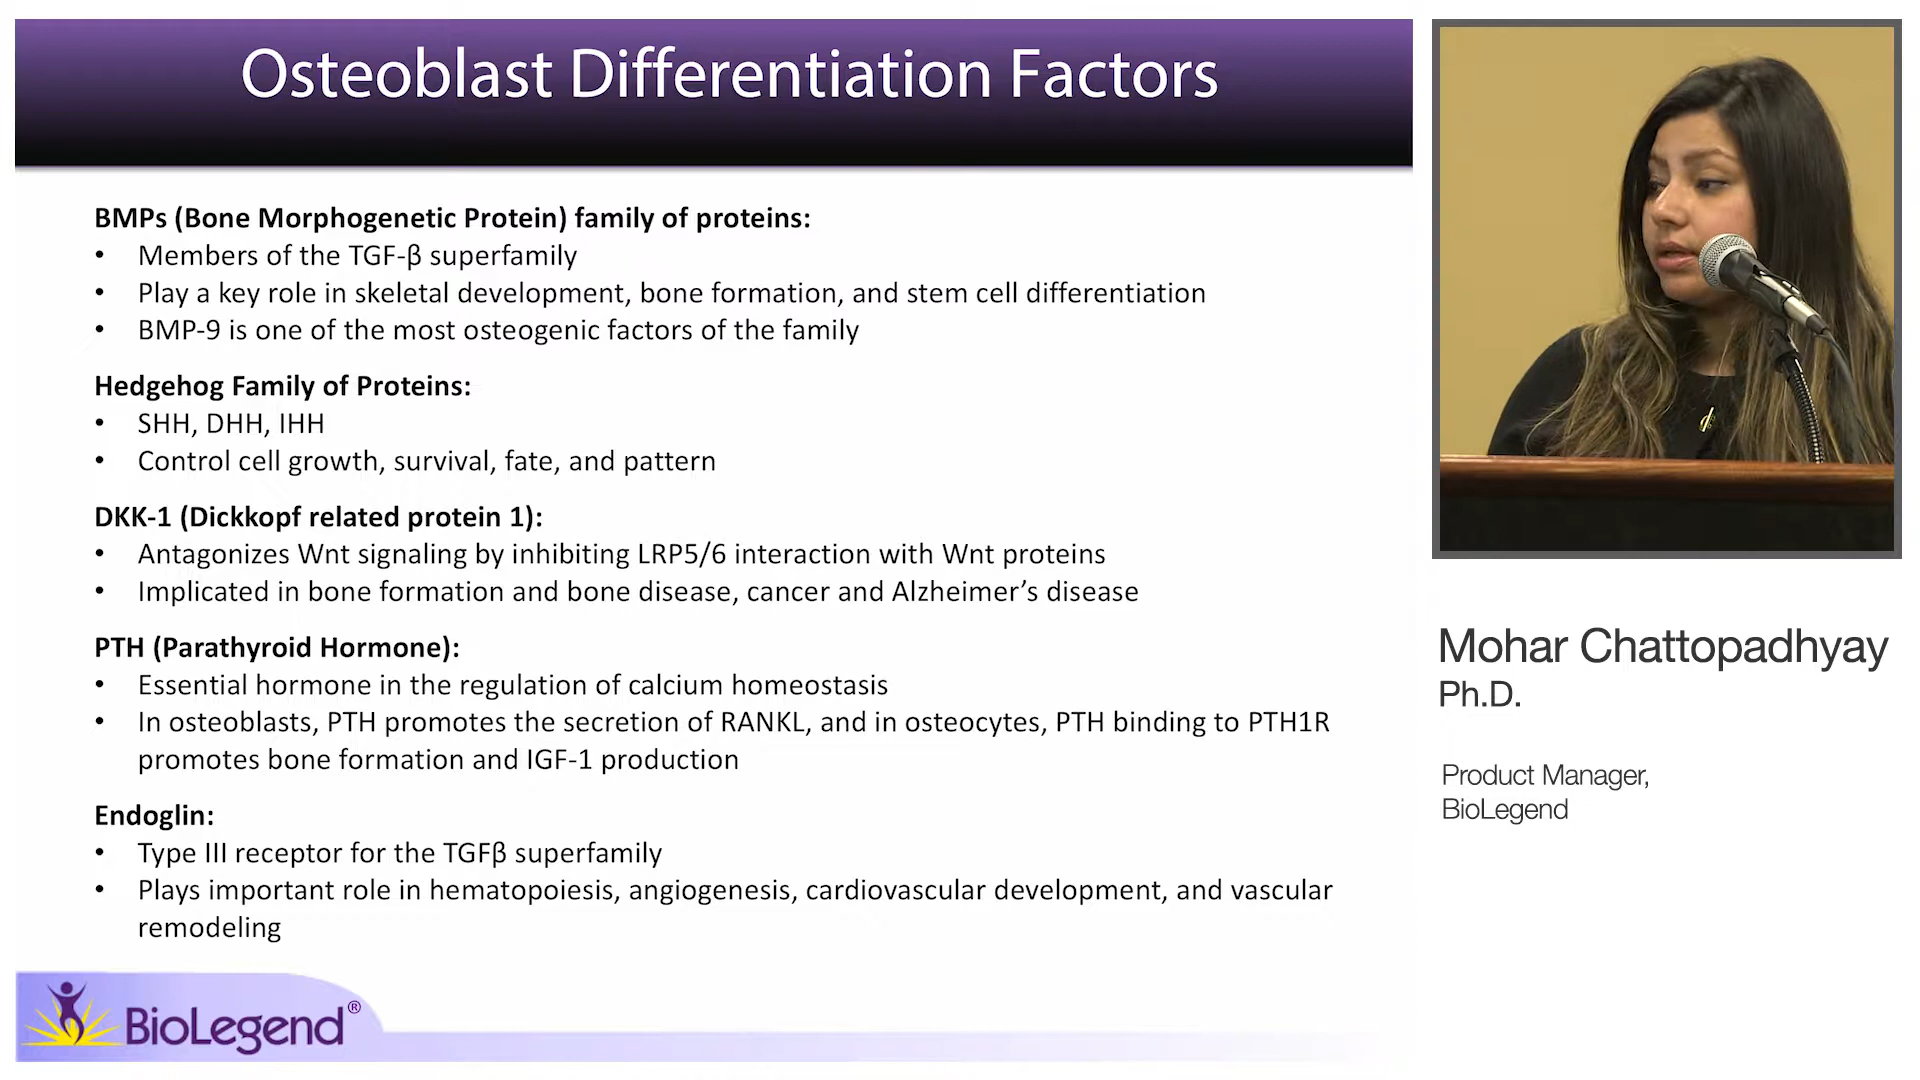 Osteoblast Differentiation Factors
BMPs (Bone Morphogenetic Protein) family of proteins:
• Members of the TGF-β superfamily
• Play a key role in skeletal development, bone formation, and stem cell differentiation
• BMP-9 is one of the most osteogenic factors of the family
Hedgehog Family of Proteins:
• SHH, DHH, IHH
• Control cell growth, survival, fate, and pattern
DKK-1 (Dickkopf related protein 1):
• Antagonizes Wnt signaling by inhibiting LRP5/6 interaction with Wnt proteins
• Implicated in bone formation and bone disease, cancer and Alzheimer’s disease
PTH (Parathyroid Hormone):
• Essential hormone in the regulation of calcium homeostasis
• In osteoblasts, PTH promotes the secretion of RANKL, and in osteocytes, PTH binding to PTH1R
promotes bone formation and IGF-1 production
Endoglin:
• Type III receptor for the TGFβ superfamily
• Plays important role in hematopoiesis, angiogenesis, cardiovascular development, and vascular
remodeling
BioLegend®
Mohar Chattopadhyay
Ph.D.
Product Manager,
BioLegend